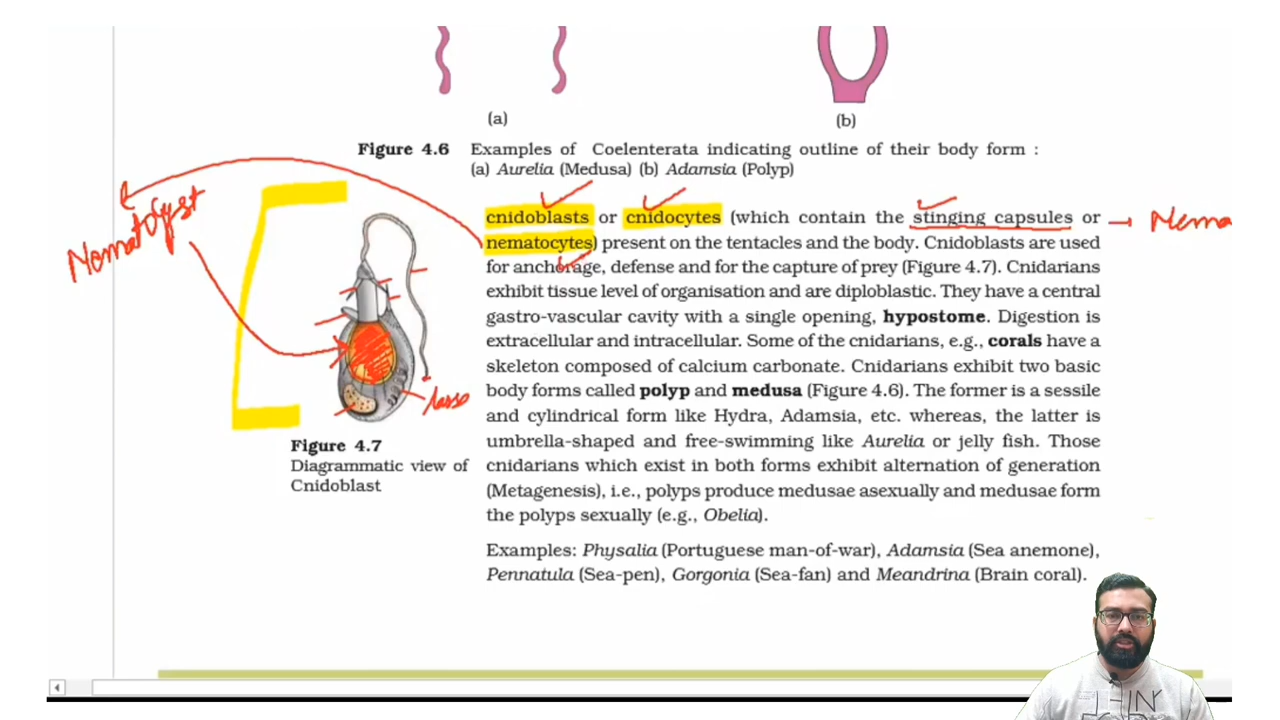 (a)
(b)
Figure 4.6 Examples of Coelenterata indicating outline of their body form :
(a) Aurelia (Medusa) (b) Adamsia (Polyp)
Nematocyst
cnidoblasts or cnidocytes (which contain the stinging capsules or → Nema
nematocytes) present on the tentacles and the body. Cnidoblasts are used
for anchorage, defense and for the capture of prey (Figure 4.7). Cnidarians
exhibit tissue level of organisation and are diploblastic. They have a central
gastro-vascular cavity with a single opening, hypostome. Digestion is
extracellular and intracellular. Some of the cnidarians, e.g., corals have a
skeleton composed of calcium carbonate. Cnidarians exhibit two basic
body forms called polyp and medusa (Figure 4.6). The former is a sessile
and cylindrical form like Hydra, Adamsia, etc. whereas, the latter is
umbrella-shaped and free-swimming like Aurelia or jelly fish. Those
cnidarians which exist in both forms exhibit alternation of generation
(Metagenesis), i.e., polyps produce medusae asexually and medusae form
the polyps sexually (e.g., Obelia).
lasso
Figure 4.7
Diagrammatic view of
Cnidoblast
Examples: Physalia (Portuguese man-of-war), Adamsia (Sea anemone),
Pennatula (Sea-pen), Gorgonia (Sea-fan) and Meandrina (Brain coral).